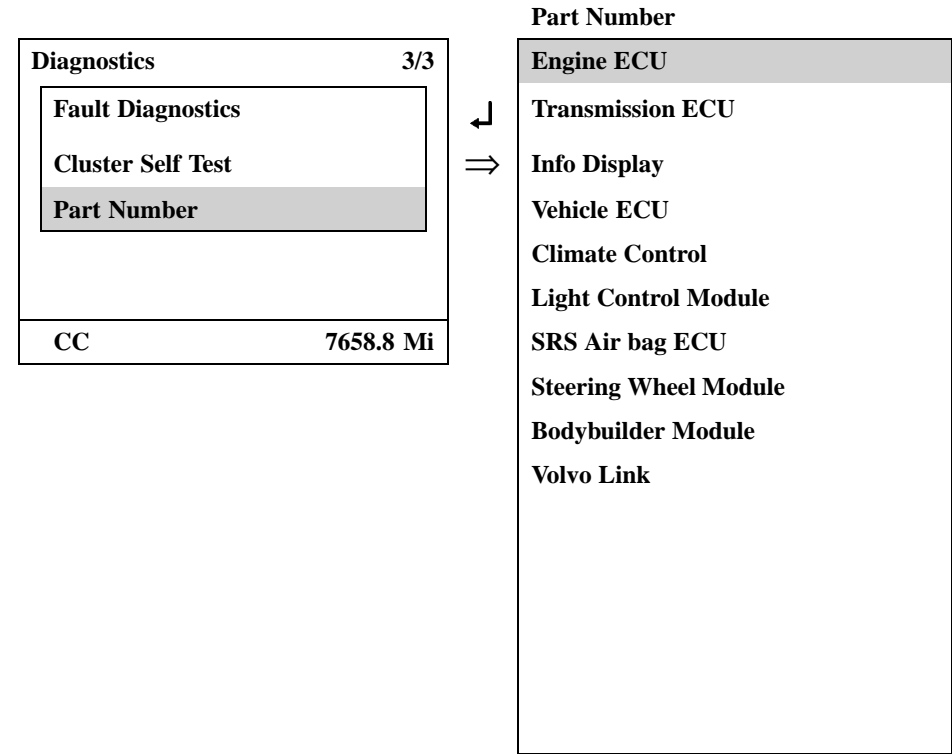 Diagnostics 3/3
Fault Diagnostics
Cluster Self Test
Part Number
CC 7658.8 Mi
Part Number
Engine ECU
Transmission ECU
Info Display
Vehicle ECU
Climate Control
Light Control Module
SRS Air bag ECU
Steering Wheel Module
Bodybuilder Module
Volvo Link